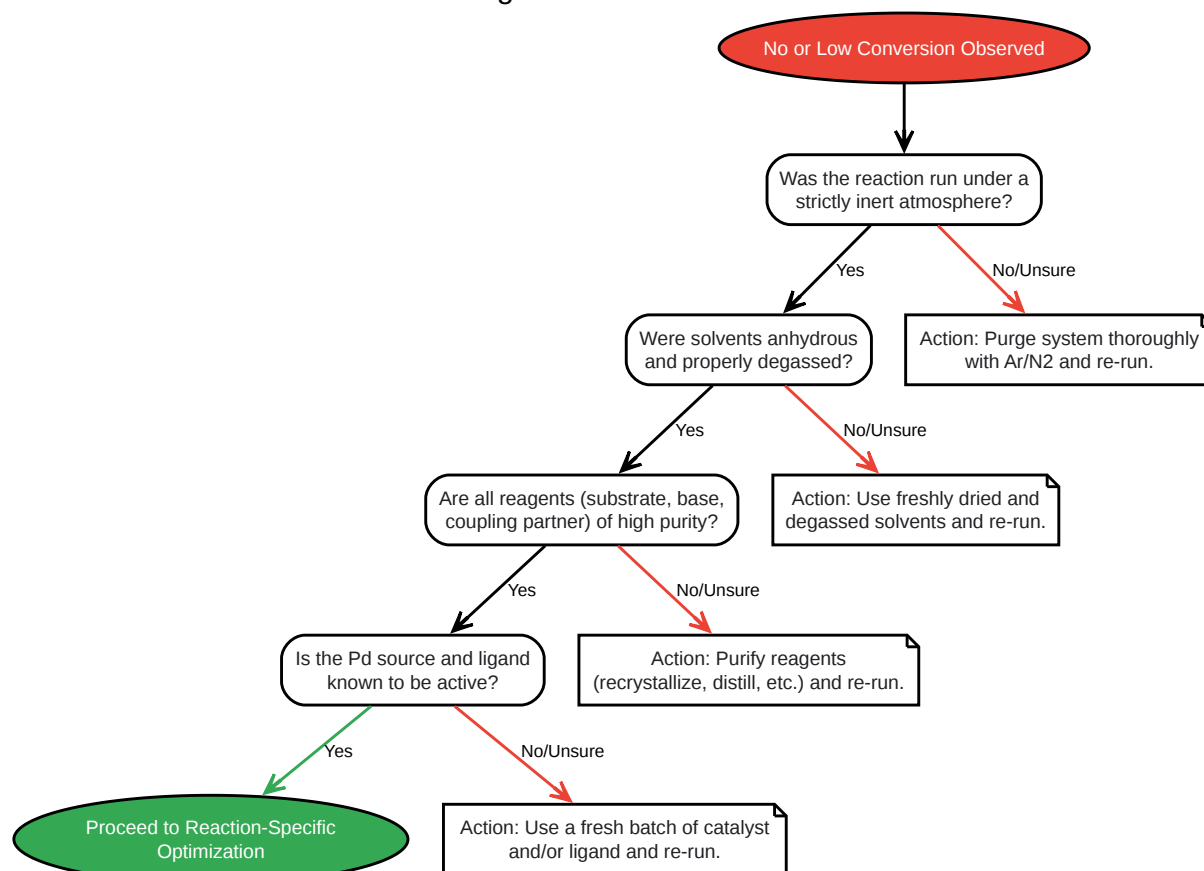 No or Low Conversion Observed
Was the reaction run under a
strictly inert atmosphere?
Yes
No/Unsure
Were solvents anhydrous
and properly degassed?
Action: Purge system thoroughly
with Ar/N2 and re-run.
Yes
No/Unsure
Are all reagents (substrate, base,
coupling partner) of high purity?
Action: Use freshly dried and
degassed solvents and re-run.
Yes
No/Unsure
Is the Pd source and ligand
known to be active?
Action: Purify reagents
(recrystallize, distill, etc.) and re-run.
Yes
No/Unsure
Proceed to Reaction-Specific
Optimization
Action: Use a fresh batch of catalyst
and/or ligand and re-run.